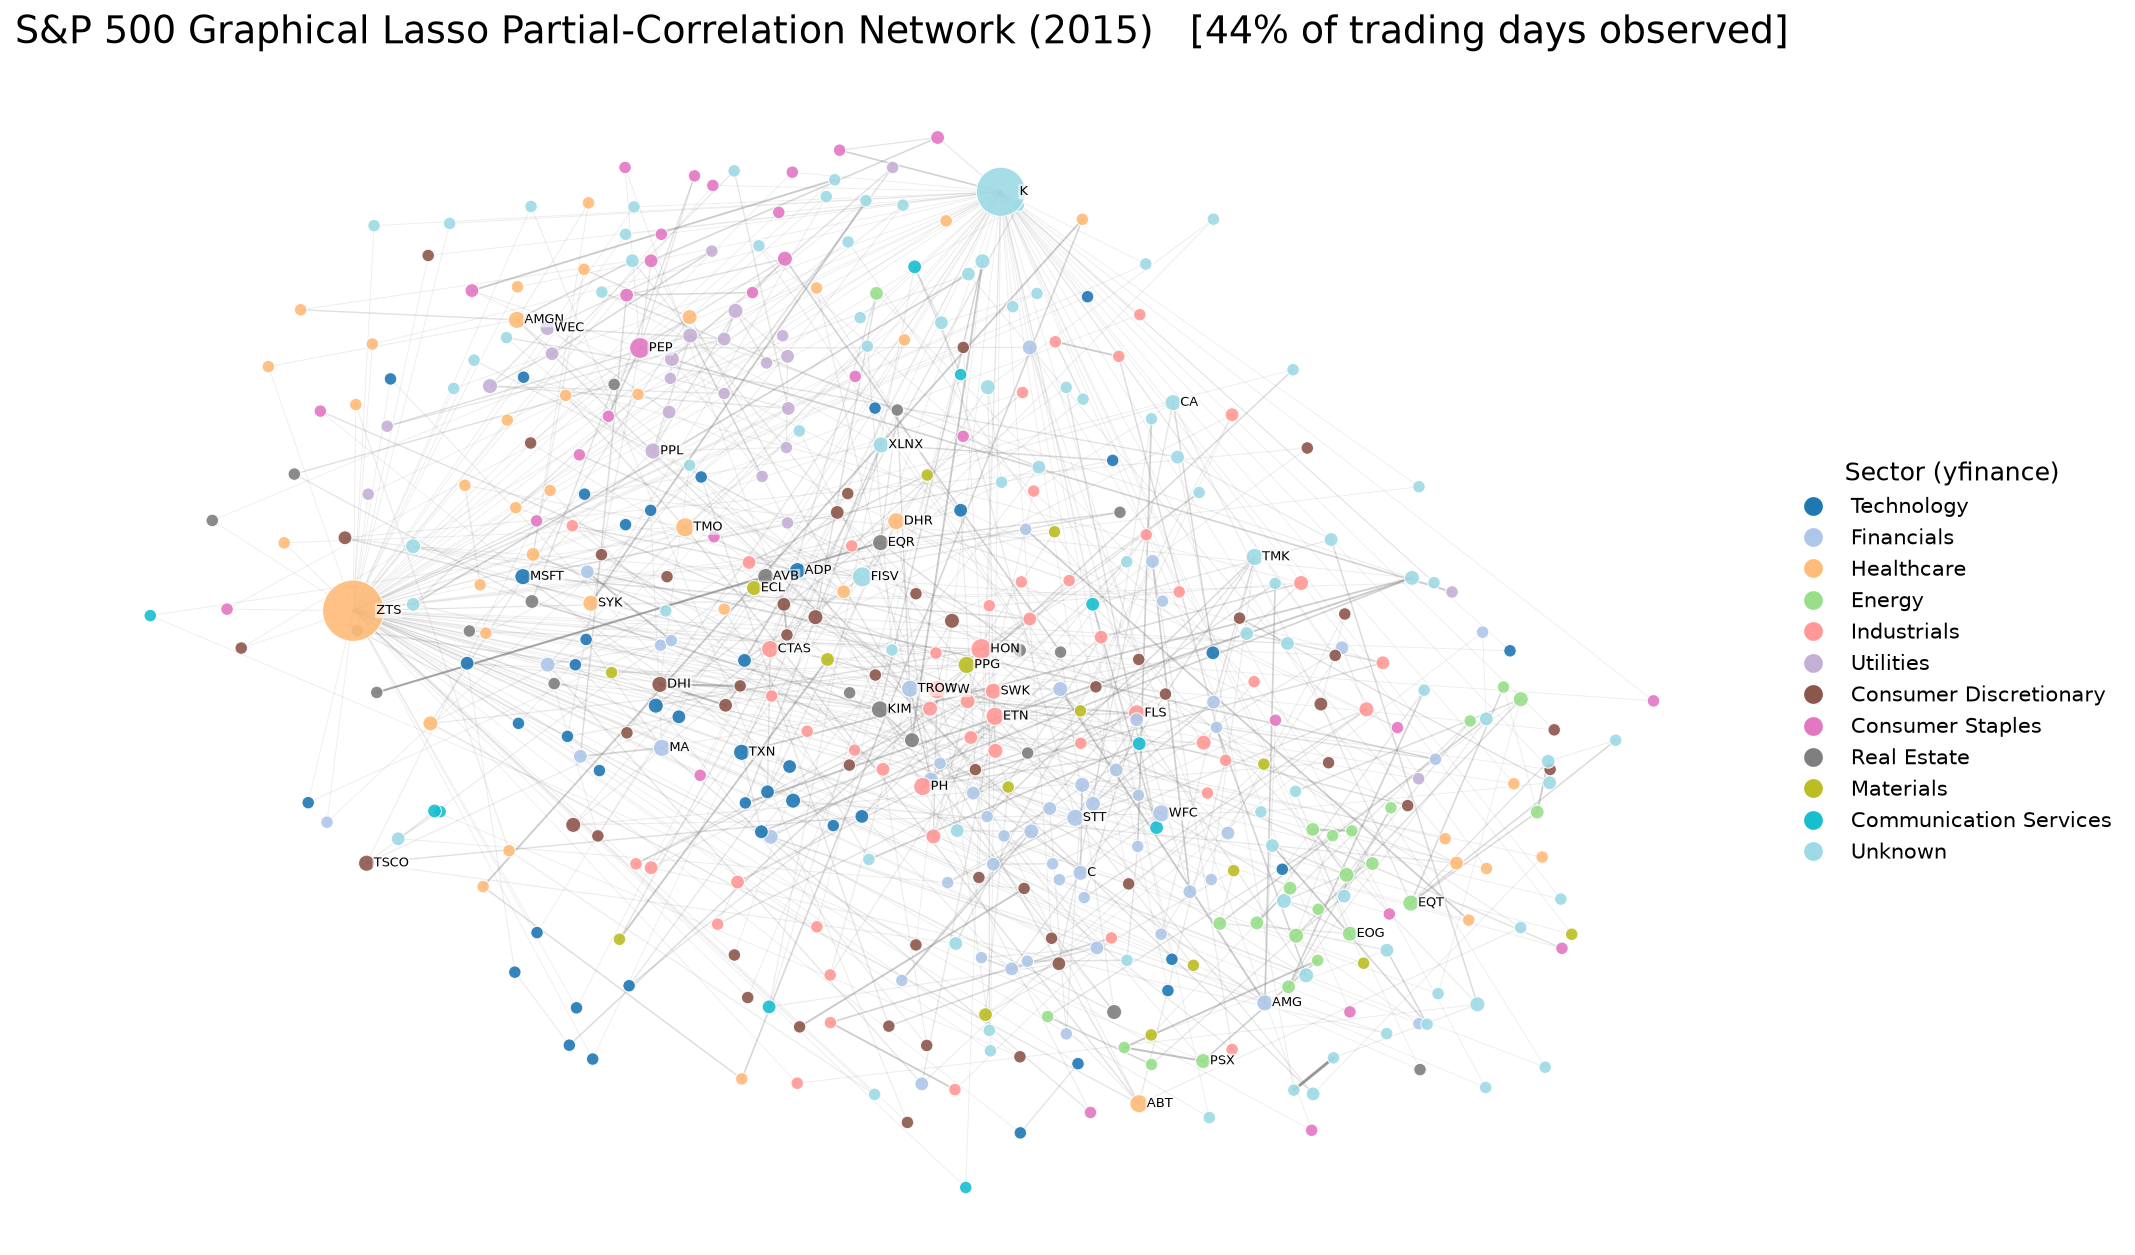 S&P 500 Graphical Lasso Partial-Correlation Network (2015)   [44% of trading days observed]
K
AMGN
WEC
PEP
CA
XLNX
PPL
DHR
TMO
EQR
TMK
ADP
MSFT
AVB
FISV
ECL
SYK
ZTS
CTAS
HON
PPG
DHI
TROW
SWK
KIM
ETN
FLS
MA
TXN
PH
WFC
STT
TSCO
C
EQT
EOG
AMG
PSX
ABT
Sector (yfinance)
Technology
Financials
Healthcare
Energy
Industrials
Utilities
Consumer Discretionary
Consumer Staples
Real Estate
Materials
Communication Services
Unknown